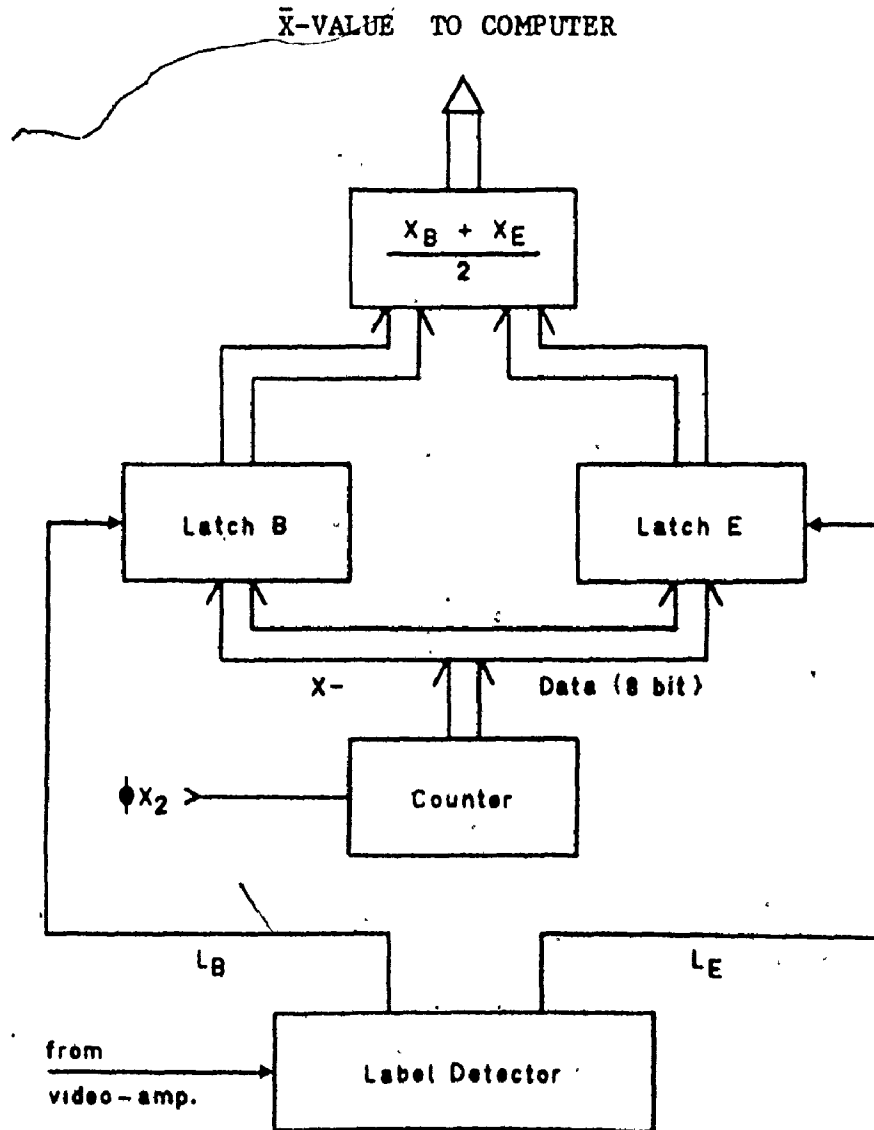 X̄-VALUE TO COMPUTER
X_B + X_E
2
Latch B
Latch E
X-
Data (8 bit)
ϕX₂
Counter
L_B
L_E
from
video-amp.
Label Detector